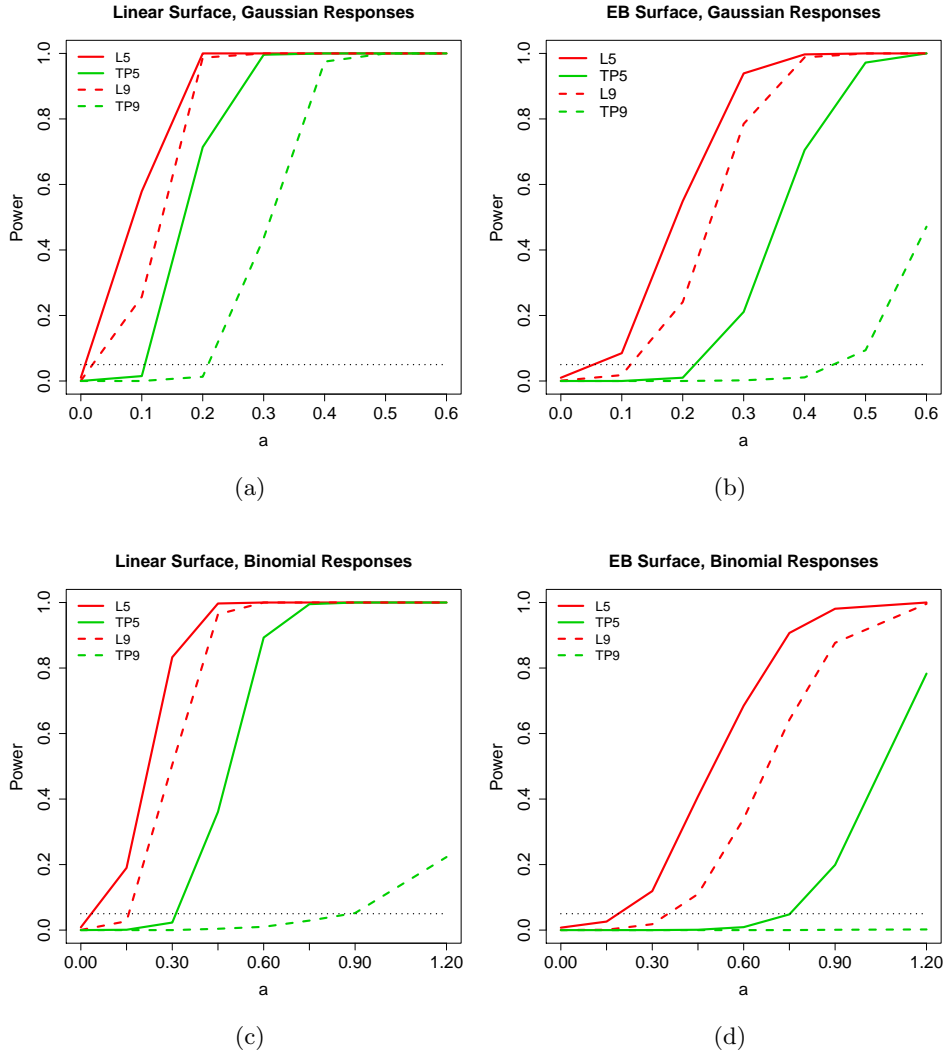 Linear Surface, Gaussian Responses
Power
1.0
0.8
0.6
0.4
0.2
0.0
L5
TP5
L9
TP9
0.0 0.1 0.2 0.3 0.4 0.5 0.6
a
(a)
EB Surface, Gaussian Responses
Power
1.0
0.8
0.6
0.4
0.2
0.0
L5
TP5
L9
TP9
0.0 0.1 0.2 0.3 0.4 0.5 0.6
a
(b)
Linear Surface, Binomial Responses
Power
1.0
0.8
0.6
0.4
0.2
0.0
L5
TP5
L9
TP9
0.00 0.30 0.60 0.90 1.20
a
(c)
EB Surface, Binomial Responses
Power
1.0
0.8
0.6
0.4
0.2
0.0
L5
TP5
L9
TP9
0.00 0.30 0.60 0.90 1.20
a
(d)